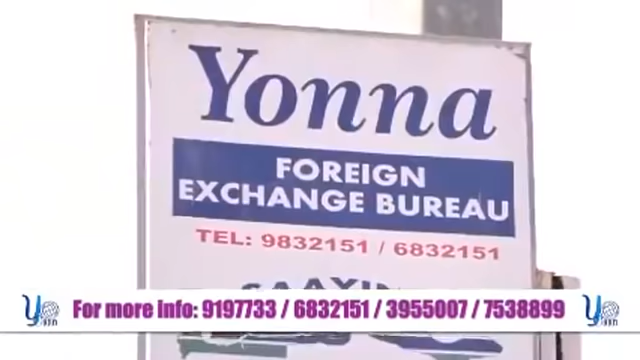 Yonna
FOREIGN
EXCHANGE BUREAU
TEL: 9832151 / 6832151
For more info: 9197733 / 6832151 / 3955007 / 7538899